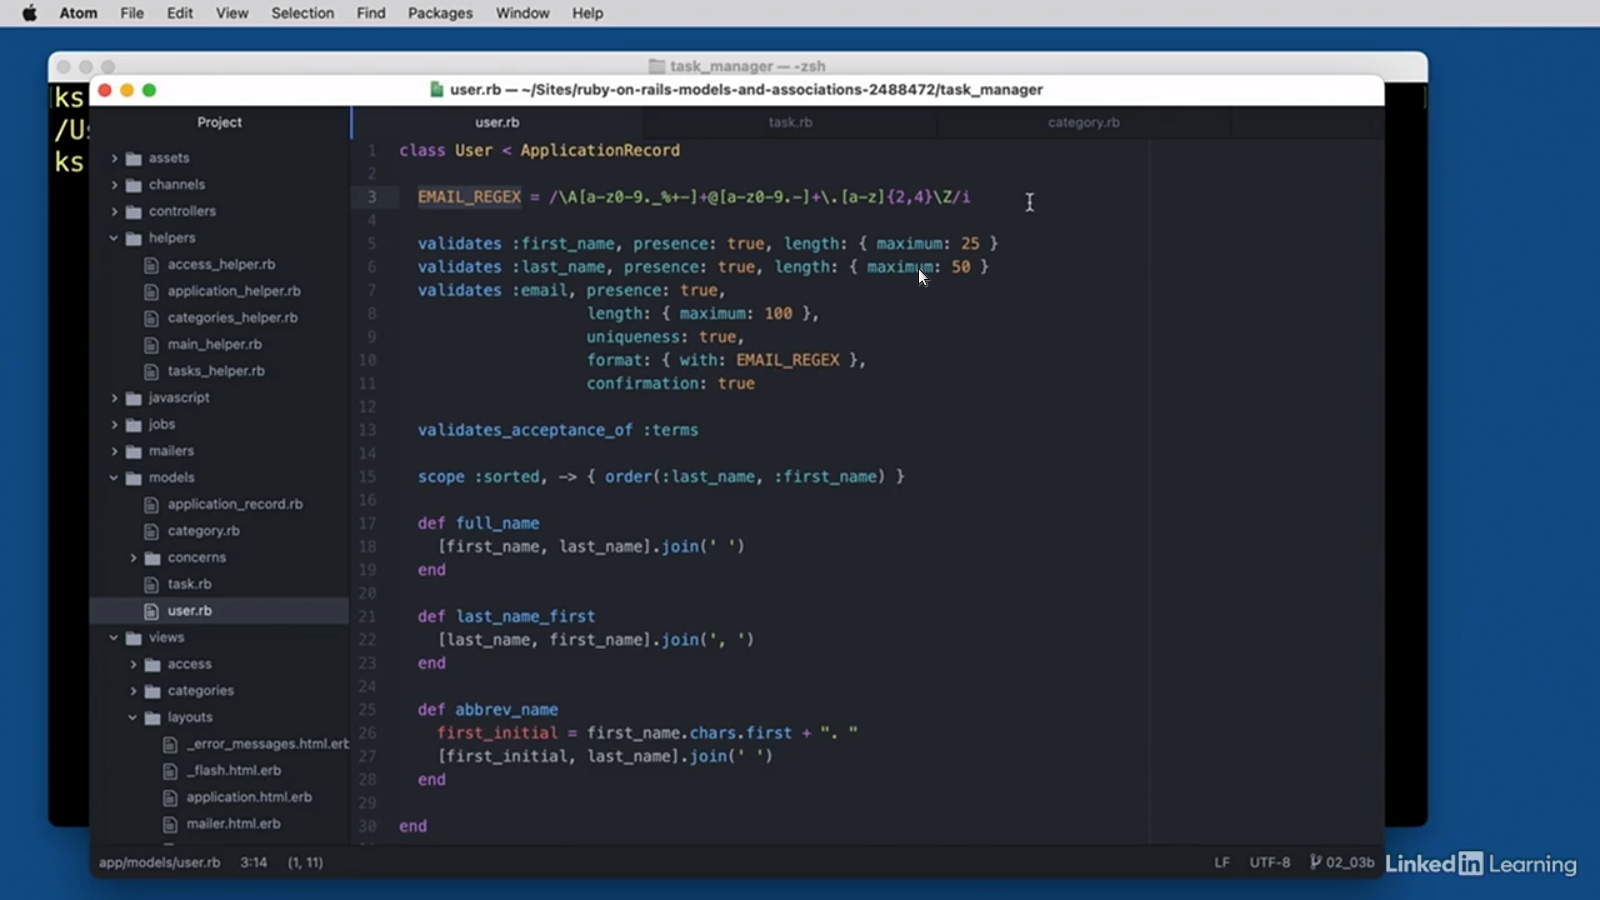 Atom File Edit View Selection Find Packages Window Help
task_manager — -zsh
ks
/Us
ks
user.rb — ~/Sites/ruby-on-rails-models-and-associations-2488472/task_manager
Project
user.rb
task.rb
category.rb
assets
channels
controllers
helpers
access_helper.rb
application_helper.rb
categories_helper.rb
main_helper.rb
tasks_helper.rb
javascript
jobs
mailers
models
application_record.rb
category.rb
concerns
task.rb
user.rb
views
access
categories
layouts
_error_messages.html.erb
_flash.html.erb
application.html.erb
mailer.html.erb
1 class User < ApplicationRecord
2
3 EMAIL_REGEX = /\A[a-z0-9._%+-]+@[a-z0-9.-]+\.[a-z]{2,4}\Z/i
4
5 validates :first_name, presence: true, length: { maximum: 25 }
6 validates :last_name, presence: true, length: { maximum: 50 }
7 validates :email, presence: true,
8 length: { maximum: 100 },
9 uniqueness: true,
10 format: { with: EMAIL_REGEX },
11 confirmation: true
12
13 validates_acceptance_of :terms
14
15 scope :sorted, -> { order(:last_name, :first_name) }
16
17 def full_name
18 [first_name, last_name].join(' ')
19 end
20
21 def last_name_first
22 [last_name, first_name].join(', ')
23 end
24
25 def abbrev_name
26 first_initial = first_name.chars.first + ". "
27 [first_initial, last_name].join(' ')
28 end
29
30 end
app/models/user.rb 3:14 (1, 11) LF UTF-8 02_03b
Linked in Learning